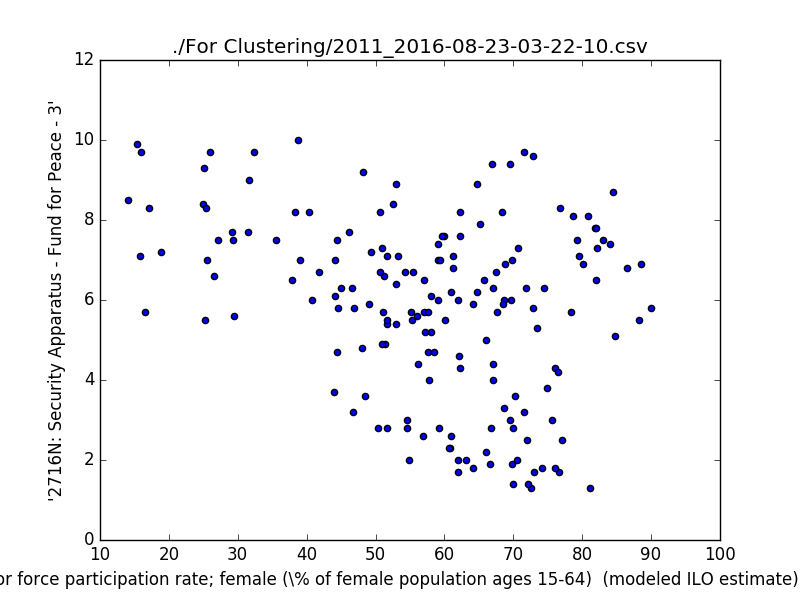 ./For Clustering/2011_2016-08-23-03-22-10.csv
'2716N: Security Apparatus - Fund for Peace - 3'
12
10
8
6
4
2
0
10 20 30 40 50 60 70 80 90 100
or force participation rate; female (\% of female population ages 15-64) (modeled ILO estimate)